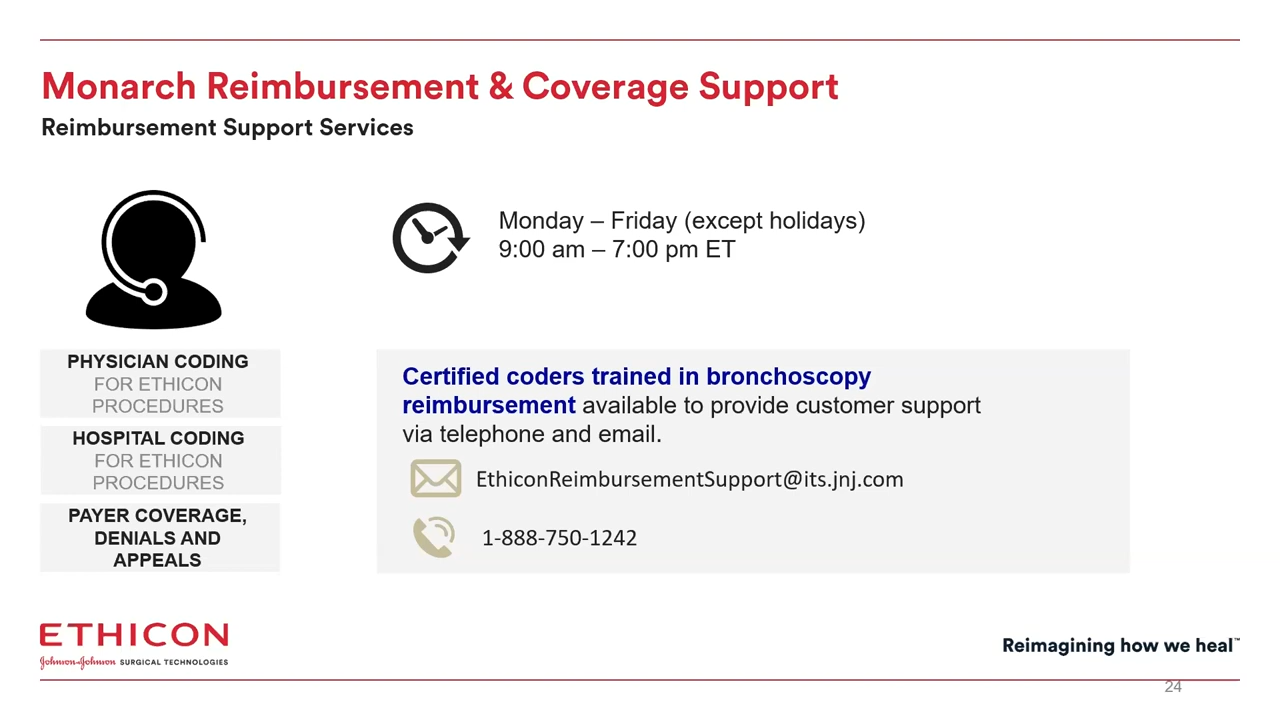 Monarch Reimbursement & Coverage Support
Reimbursement Support Services
Monday – Friday (except holidays)
9:00 am – 7:00 pm ET
PHYSICIAN CODING
FOR ETHICON
PROCEDURES
HOSPITAL CODING
FOR ETHICON
PROCEDURES
PAYER COVERAGE,
DENIALS AND
APPEALS
Certified coders trained in bronchoscopy
reimbursement available to provide customer support
via telephone and email.
EthiconReimbursementSupport@its.jnj.com
1-888-750-1242
ETHICON
Johnson & Johnson SURGICAL TECHNOLOGIES
Reimagining how we heal™
24